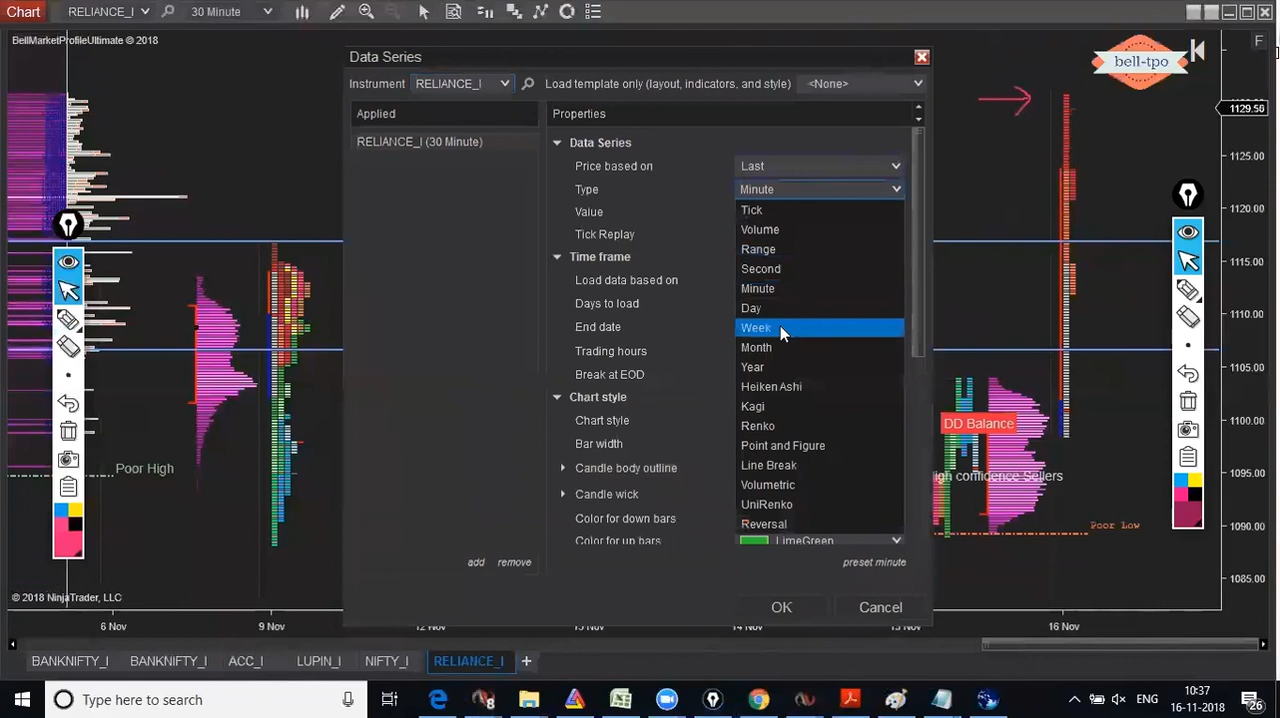 Chart RELIANCE_I 30 Minute
BellMarketProfileUltimate © 2018
F
bell-tpo
Data Series
Instrument RELIANCE_ Load template only (layout, indicators, & style) <None>
Applied
Properties
RELIANCE_I (30 Minute)
Data Series
Price based on Last
Type Minute
Value
Tick Replay
Time frame
Load data based on
Days to load
End date
Trading hours
Break at EOD
Chart style
Chart style
Bar width
Candle body outline
Candle wick
Color for down bars
Color for up bars LimeGreen
Tick
Volume
Range
Second
Minute
Day
Week
Month
Year
Heiken Ashi
Kagi
Renko
Point and Figure
Line Break
Volumetric
UniRenko
Reversal
add remove
preset minute
OK Cancel
Poor High
DD Balance
igh confidence Sellers
Poor Low
1129.50
1125.00
1120.00
1115.00
1110.00
1105.00
1100.00
1095.00
1090.00
1085.00
© 2018 NinjaTrader, LLC
6 Nov 9 Nov 12 Nov 13 Nov 14 Nov 15 Nov 16 Nov
BANKNIFTY_I BANKNIFTY_I ACC_I LUPIN_I NIFTY_I RELIANCE_I +
Type here to search
ENG
10:37
16-11-2018
26